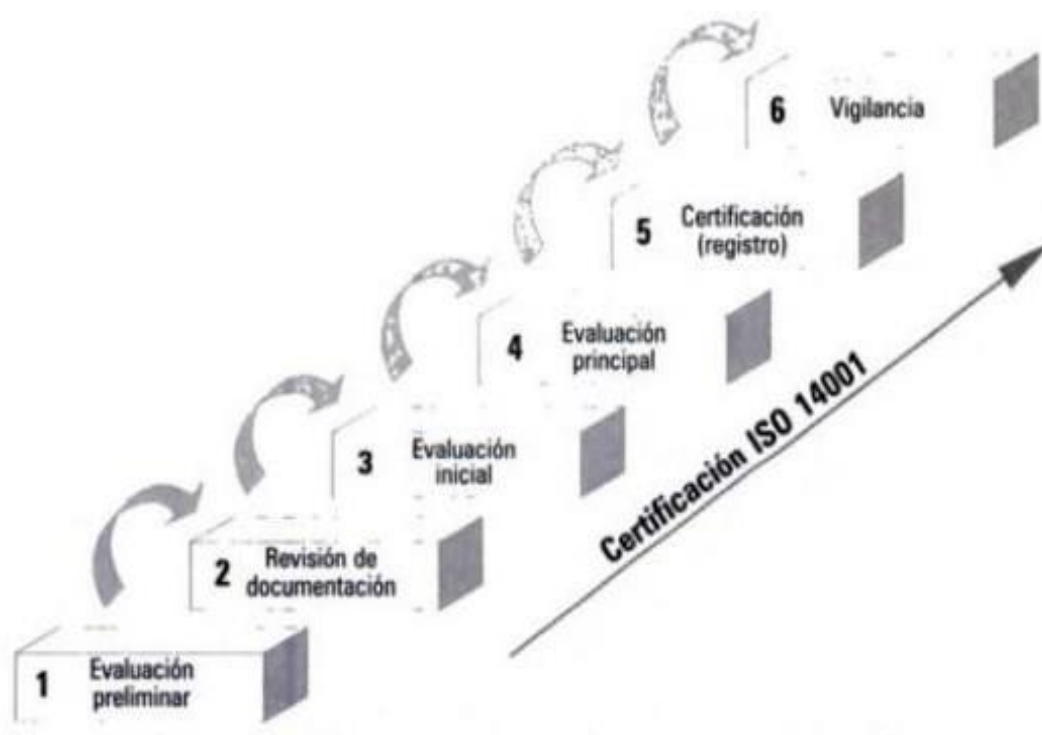 1 Evaluación
preliminar
2 Revisión de
documentación
3 Evaluación
inicial
4 Evaluación
principal
5 Certificación
(registro)
6 Vigilancia
Certificación ISO 14001